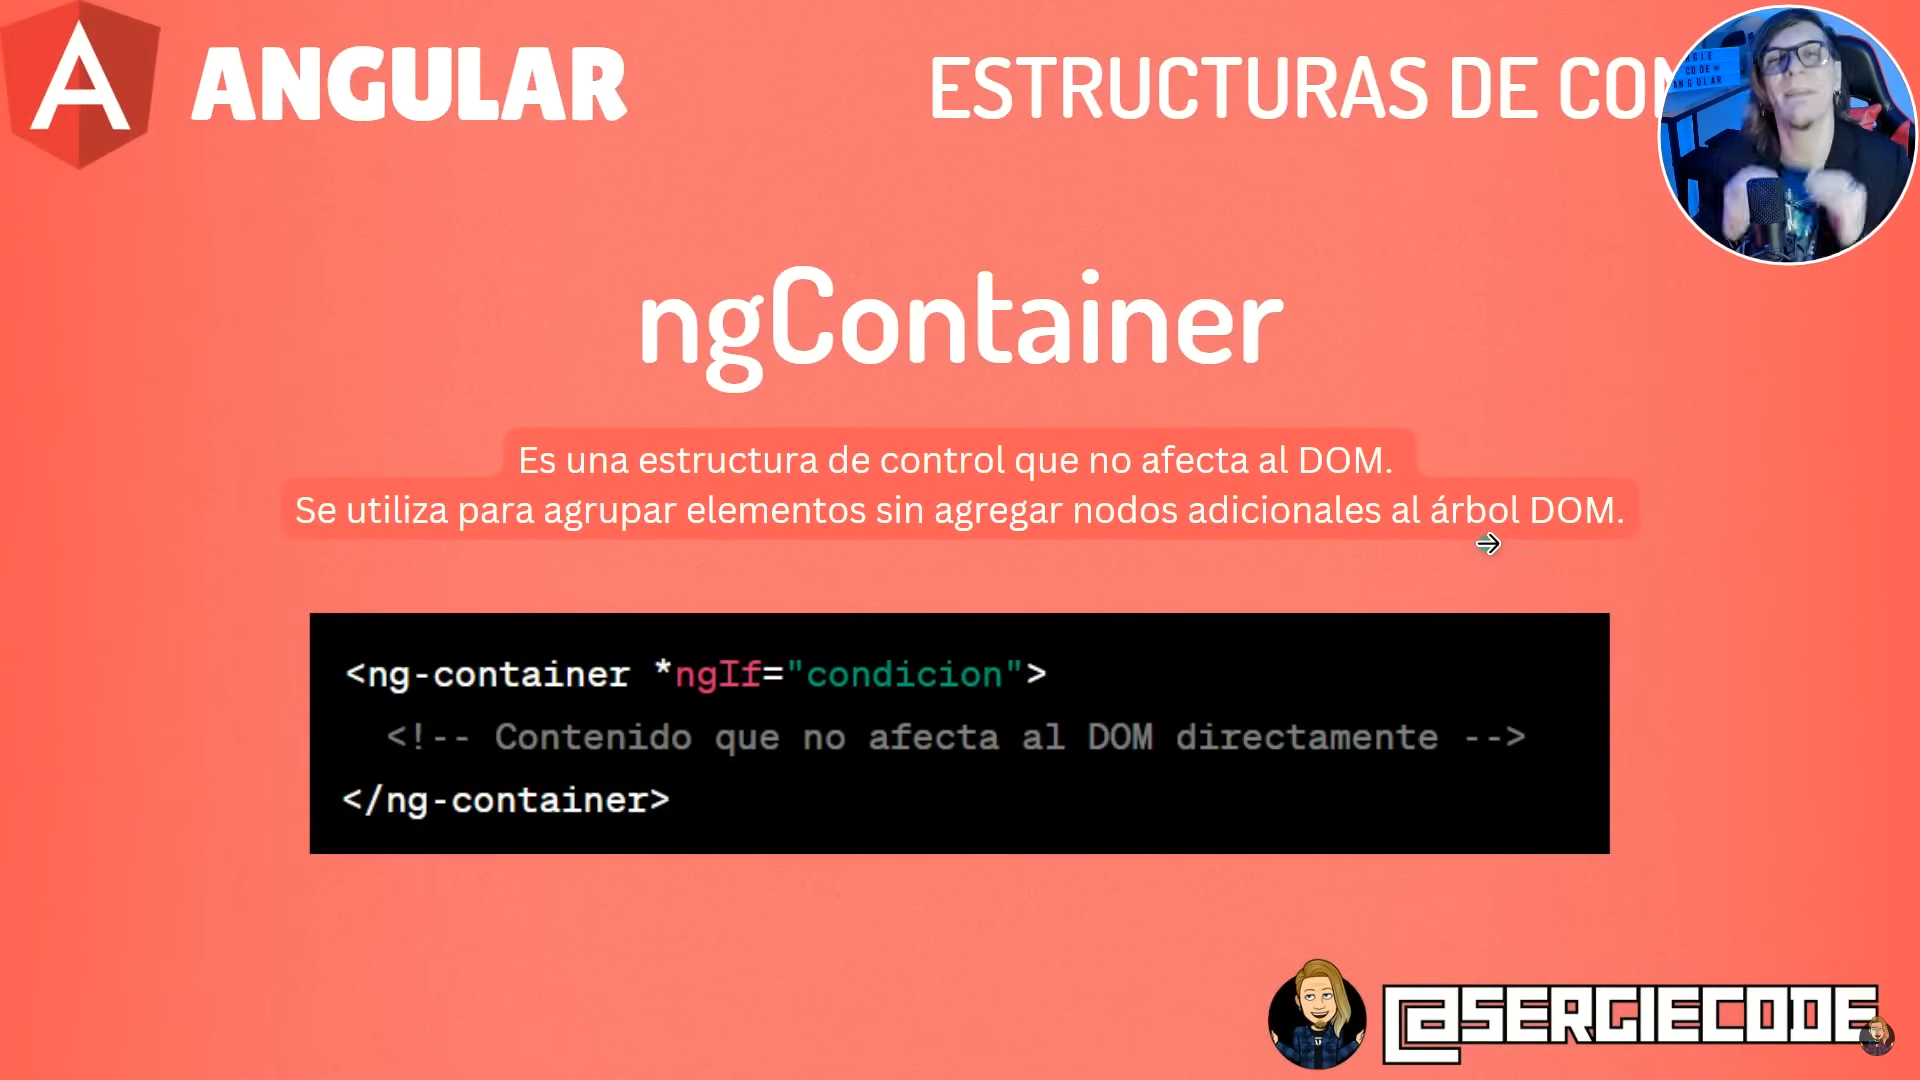 ANGULAR
ESTRUCTURAS DE CON
ngContainer
Es una estructura de control que no afecta al DOM.
Se utiliza para agrupar elementos sin agregar nodos adicionales al árbol DOM.
<ng-container *ngIf="condicion">
<!-- Contenido que no afecta al DOM directamente -->
</ng-container>
@SERGIECODE